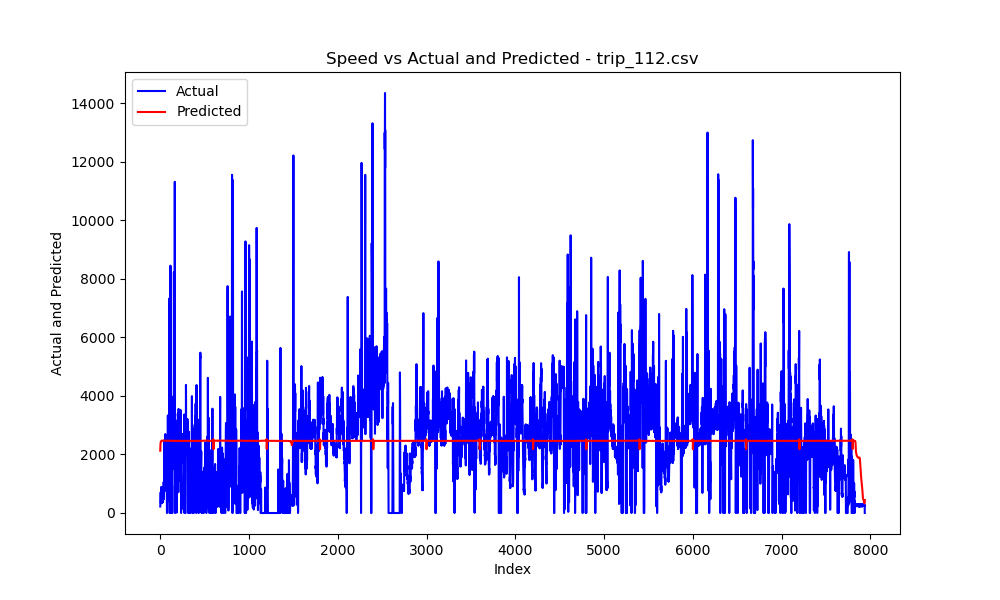 Speed vs Actual and Predicted - trip_112.csv
Actual
Predicted
14000
12000
10000
8000
6000
4000
2000
0
Actual and Predicted
0 1000 2000 3000 4000 5000 6000 7000 8000
Index